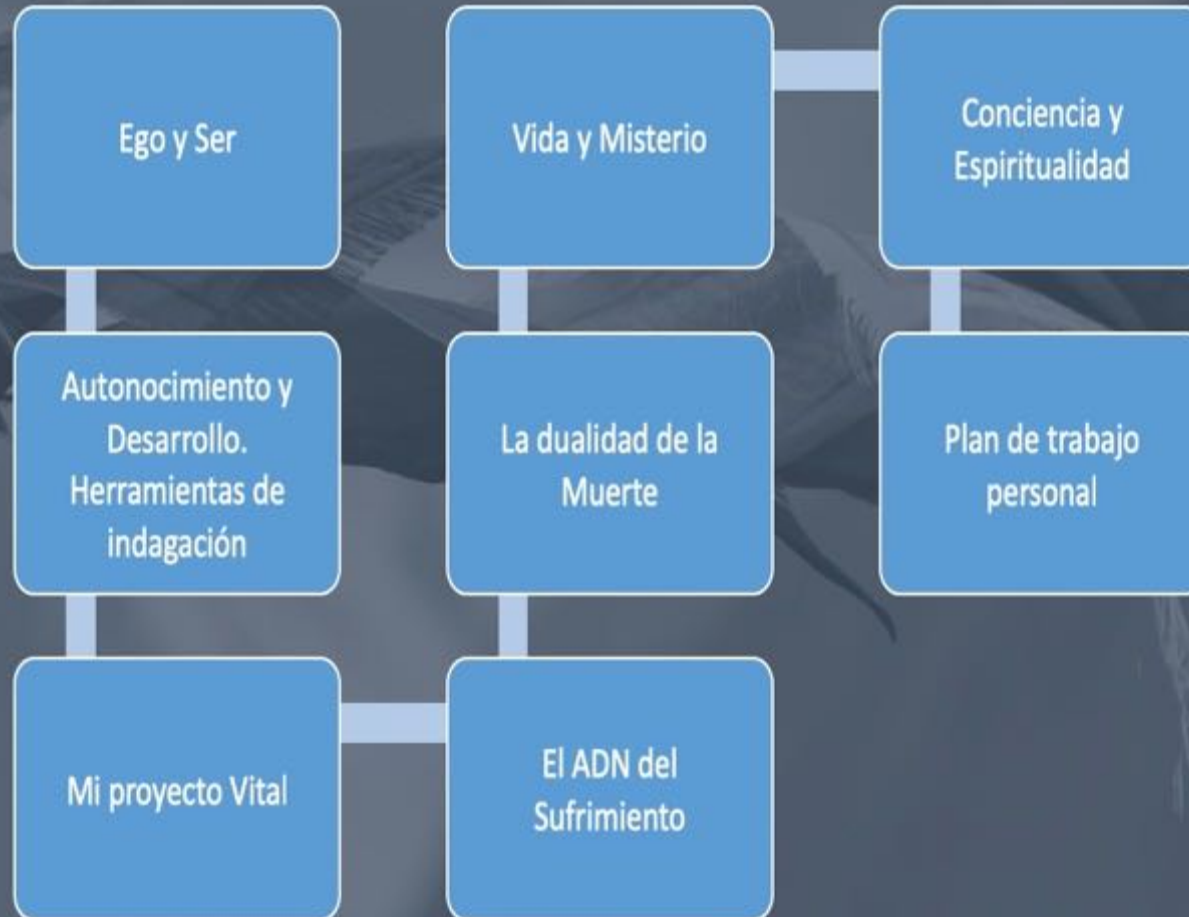 Ego y Ser
Autonocimiento y
Desarrollo.
Herramientas de
indagación
Mi proyecto Vital
El ADN del
Sufrimiento
La dualidad de la
Muerte
Vida y Misterio
Conciencia y
Espiritualidad
Plan de trabajo
personal